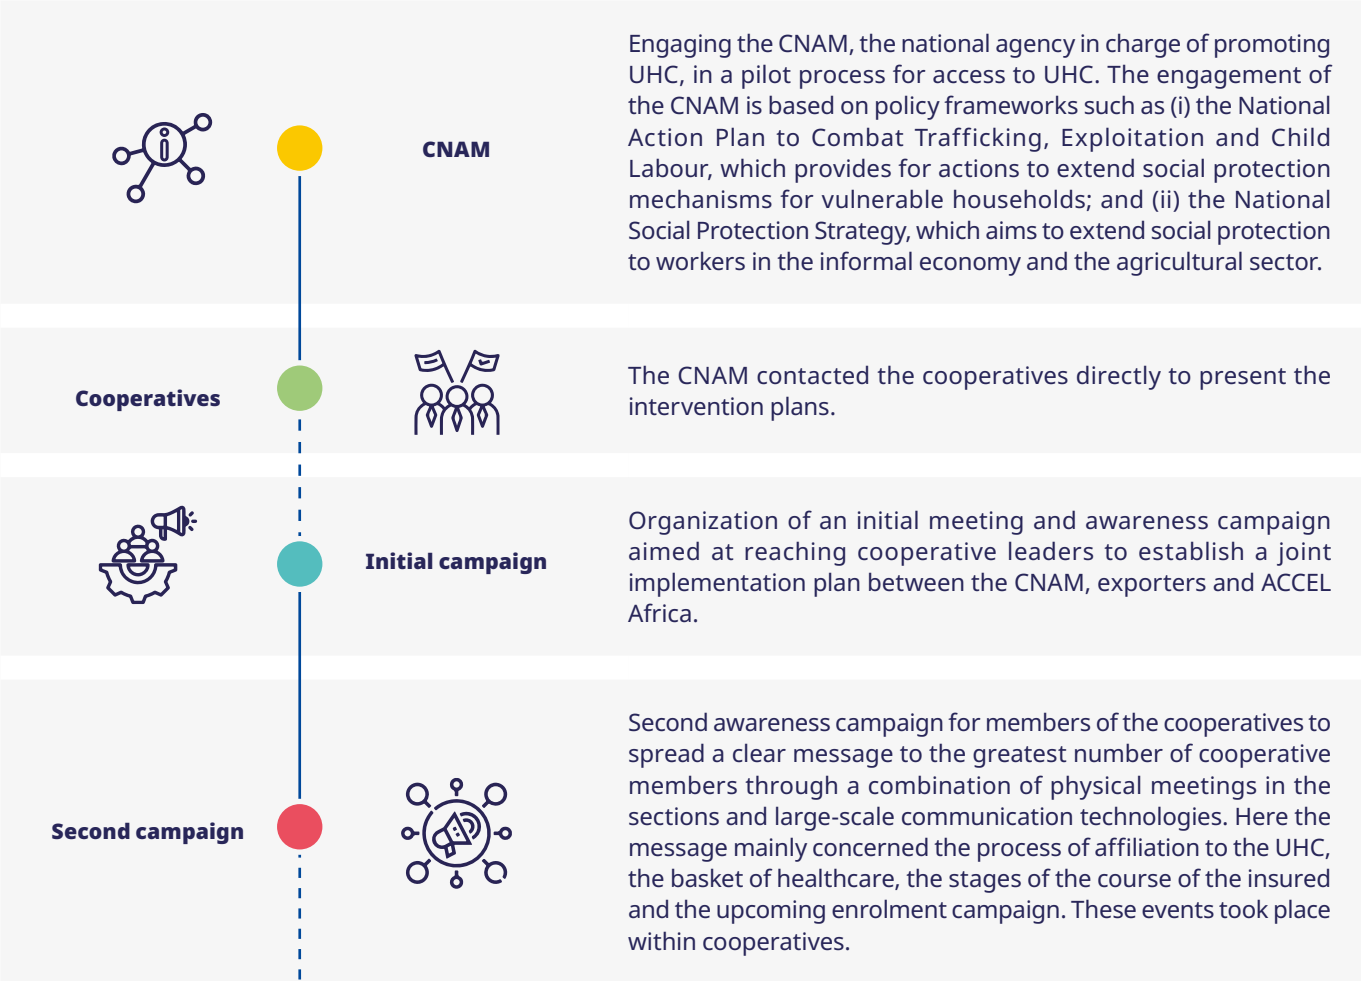 CNAM
Engaging the CNAM, the national agency in charge of promoting
UHC, in a pilot process for access to UHC. The engagement of
the CNAM is based on policy frameworks such as (i) the National
Action Plan to Combat Trafficking, Exploitation and Child
Labour, which provides for actions to extend social protection
mechanisms for vulnerable households; and (ii) the National
Social Protection Strategy, which aims to extend social protection
to workers in the informal economy and the agricultural sector.
Cooperatives
The CNAM contacted the cooperatives directly to present the
intervention plans.
Initial campaign
Organization of an initial meeting and awareness campaign
aimed at reaching cooperative leaders to establish a joint
implementation plan between the CNAM, exporters and ACCEL
Africa.
Second campaign
Second awareness campaign for members of the cooperatives to
spread a clear message to the greatest number of cooperative
members through a combination of physical meetings in the
sections and large-scale communication technologies. Here the
message mainly concerned the process of affiliation to the UHC,
the basket of healthcare, the stages of the course of the insured
and the upcoming enrolment campaign. These events took place
within cooperatives.